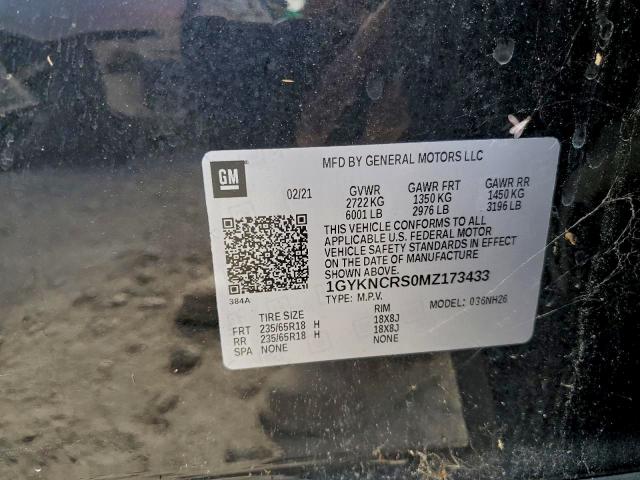 GM
MFD BY GENERAL MOTORS LLC
02/21 GVWR GAWR FRT GAWR RR
2722 KG 1350 KG 1450 KG
6001 LB 2976 LB 3196 LB
THIS VEHICLE CONFORMS TO ALL
APPLICABLE U.S. FEDERAL MOTOR
VEHICLE SAFETY STANDARDS IN EFFECT
ON THE DATE OF MANUFACTURE
SHOWN ABOVE.
1GYKNCRS0MZ173433
384A
TYPE: M.P.V. MODEL: 036NH26
TIRE SIZE RIM
FRT 235/65R18 H 18X8J
RR 235/65R18 H 18X8J
SPA NONE NONE